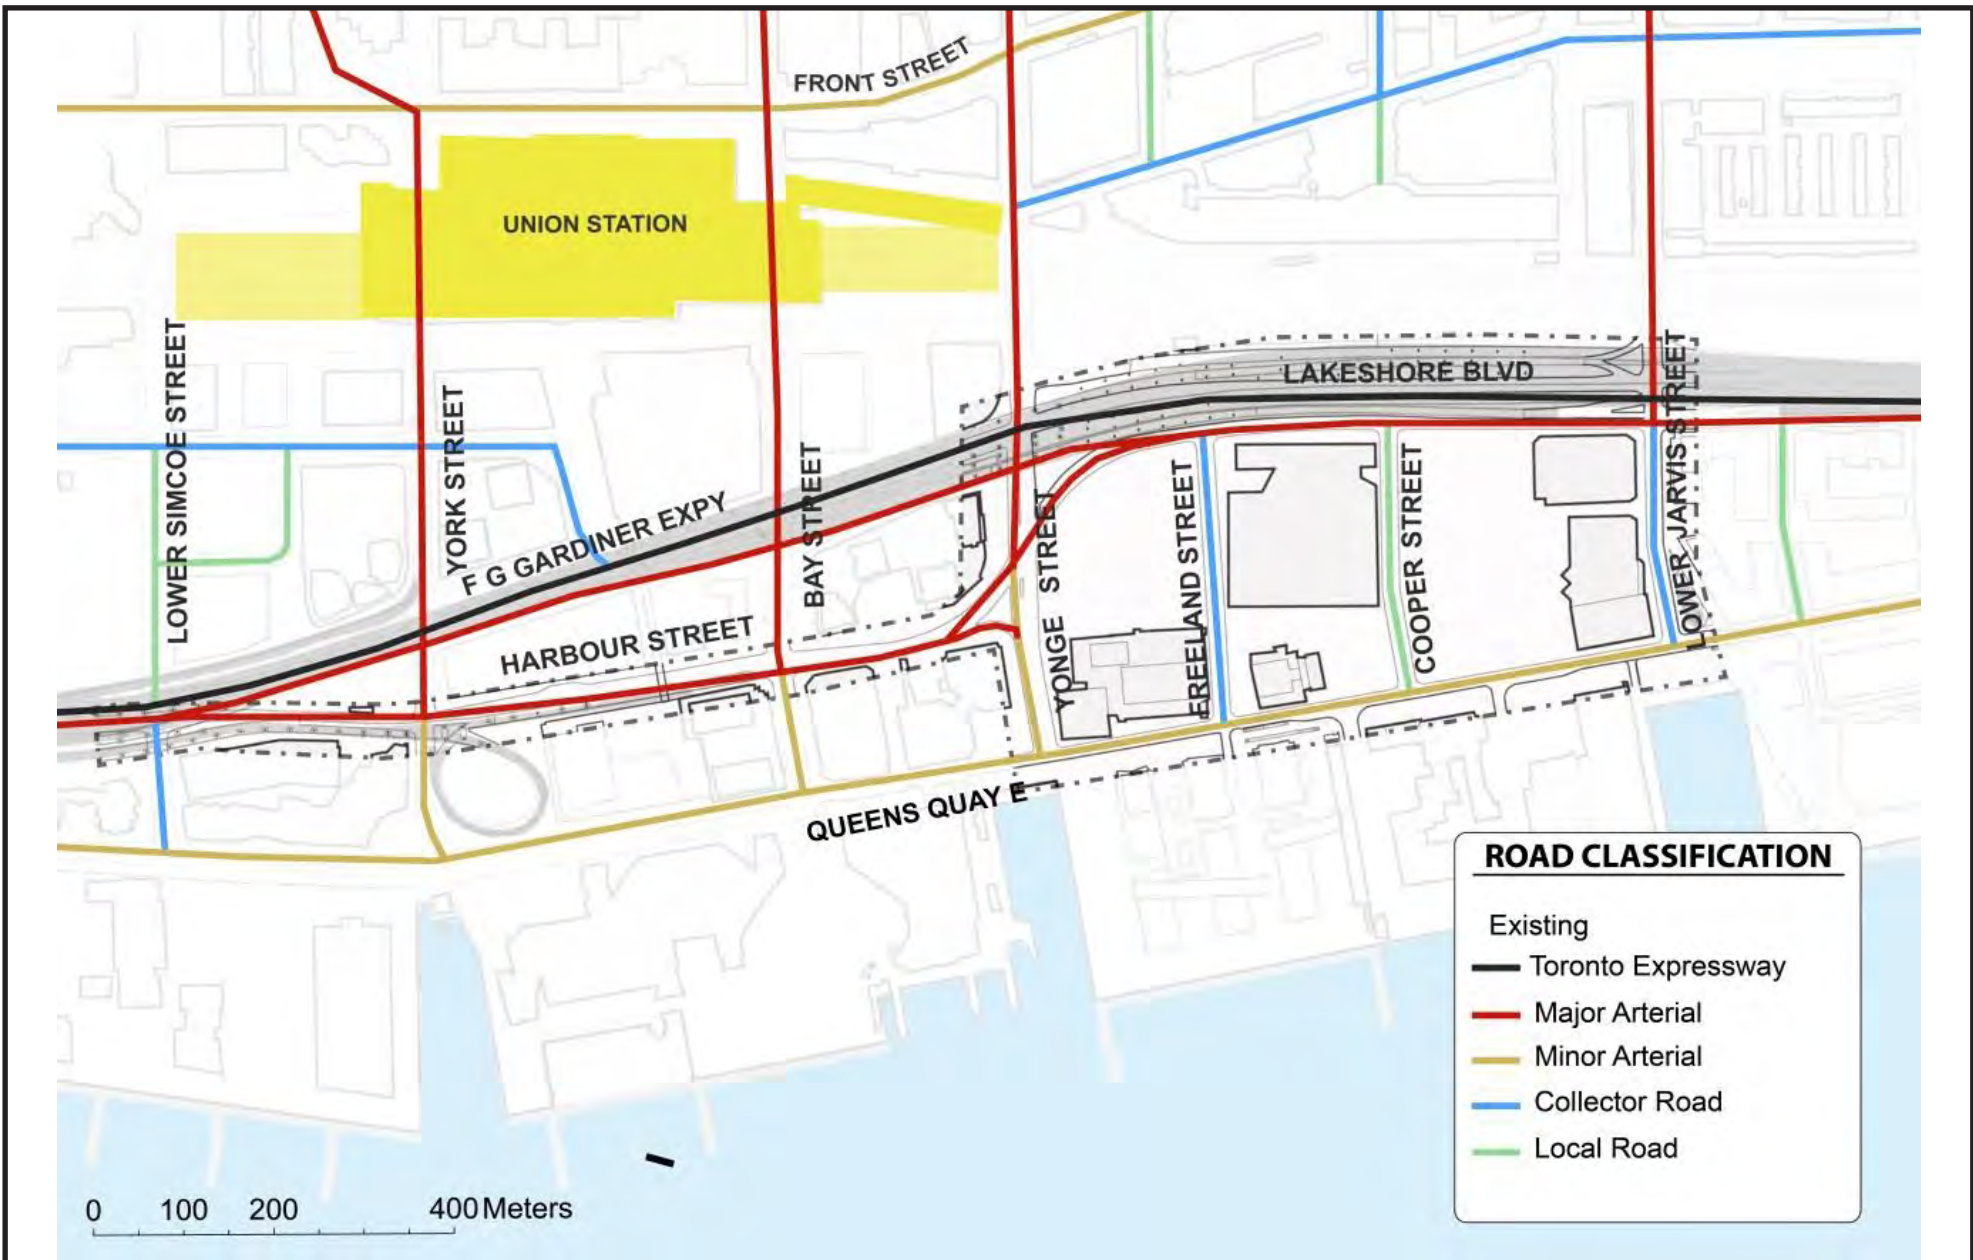 FRONT STREET
UNION STATION
LOWER SIMCOE STREET
YORK STREET
F G GARDINER EXPY
BAY STREET
HARBOUR STREET
LAKESHORE BLVD
YONGE STREET
FREELAND STREET
COOPER STREET
LOWER JARVIS STREET
QUEENS QUAY E
ROAD CLASSIFICATION
Existing
Toronto Expressway
Major Arterial
Minor Arterial
Collector Road
Local Road
0 100 200 400 Meters